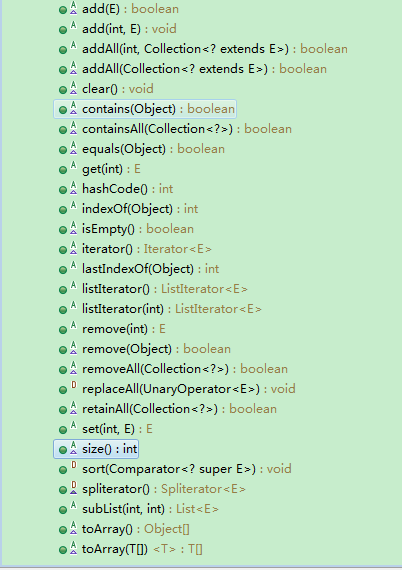 add(E) : boolean
add(int, E) : void
addAll(int, Collection<? extends E>) : boolean
addAll(Collection<? extends E>) : boolean
clear() : void
contains(Object) : boolean
containsAll(Collection<?>) : boolean
equals(Object) : boolean
get(int) : E
hashCode() : int
indexOf(Object) : int
isEmpty() : boolean
iterator() : Iterator<E>
lastIndexOf(Object) : int
listIterator() : ListIterator<E>
listIterator(int) : ListIterator<E>
remove(int) : E
remove(Object) : boolean
removeAll(Collection<?>) : boolean
replaceAll(UnaryOperator<E>) : void
retainAll(Collection<?>) : boolean
set(int, E) : E
size() : int
sort(Comparator<? super E>) : void
spliterator() : Spliterator<E>
subList(int, int) : List<E>
toArray() : Object[]
toArray(T[]) <T> : T[]